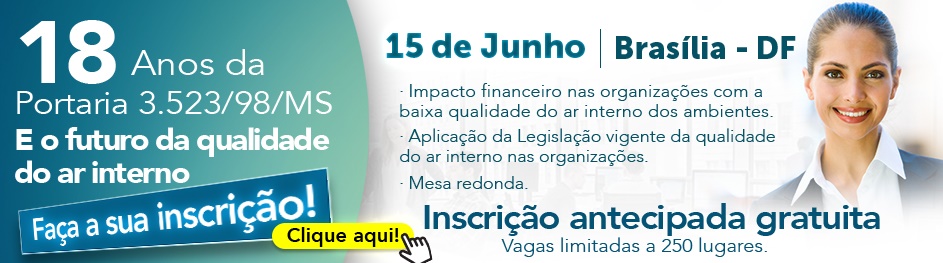 18 Anos da
Portaria 3.523/98/MS
E o futuro da qualidade
do ar interno
Faça a sua inscrição!
Clique aqui!
15 de Junho | Brasília - DF
· Impacto financeiro nas organizações com a
baixa qualidade do ar interno dos ambientes.
· Aplicação da Legislação vigente da qualidade
do ar interno nas organizações.
· Mesa redonda.
Inscrição antecipada gratuita
Vagas limitadas a 250 lugares.